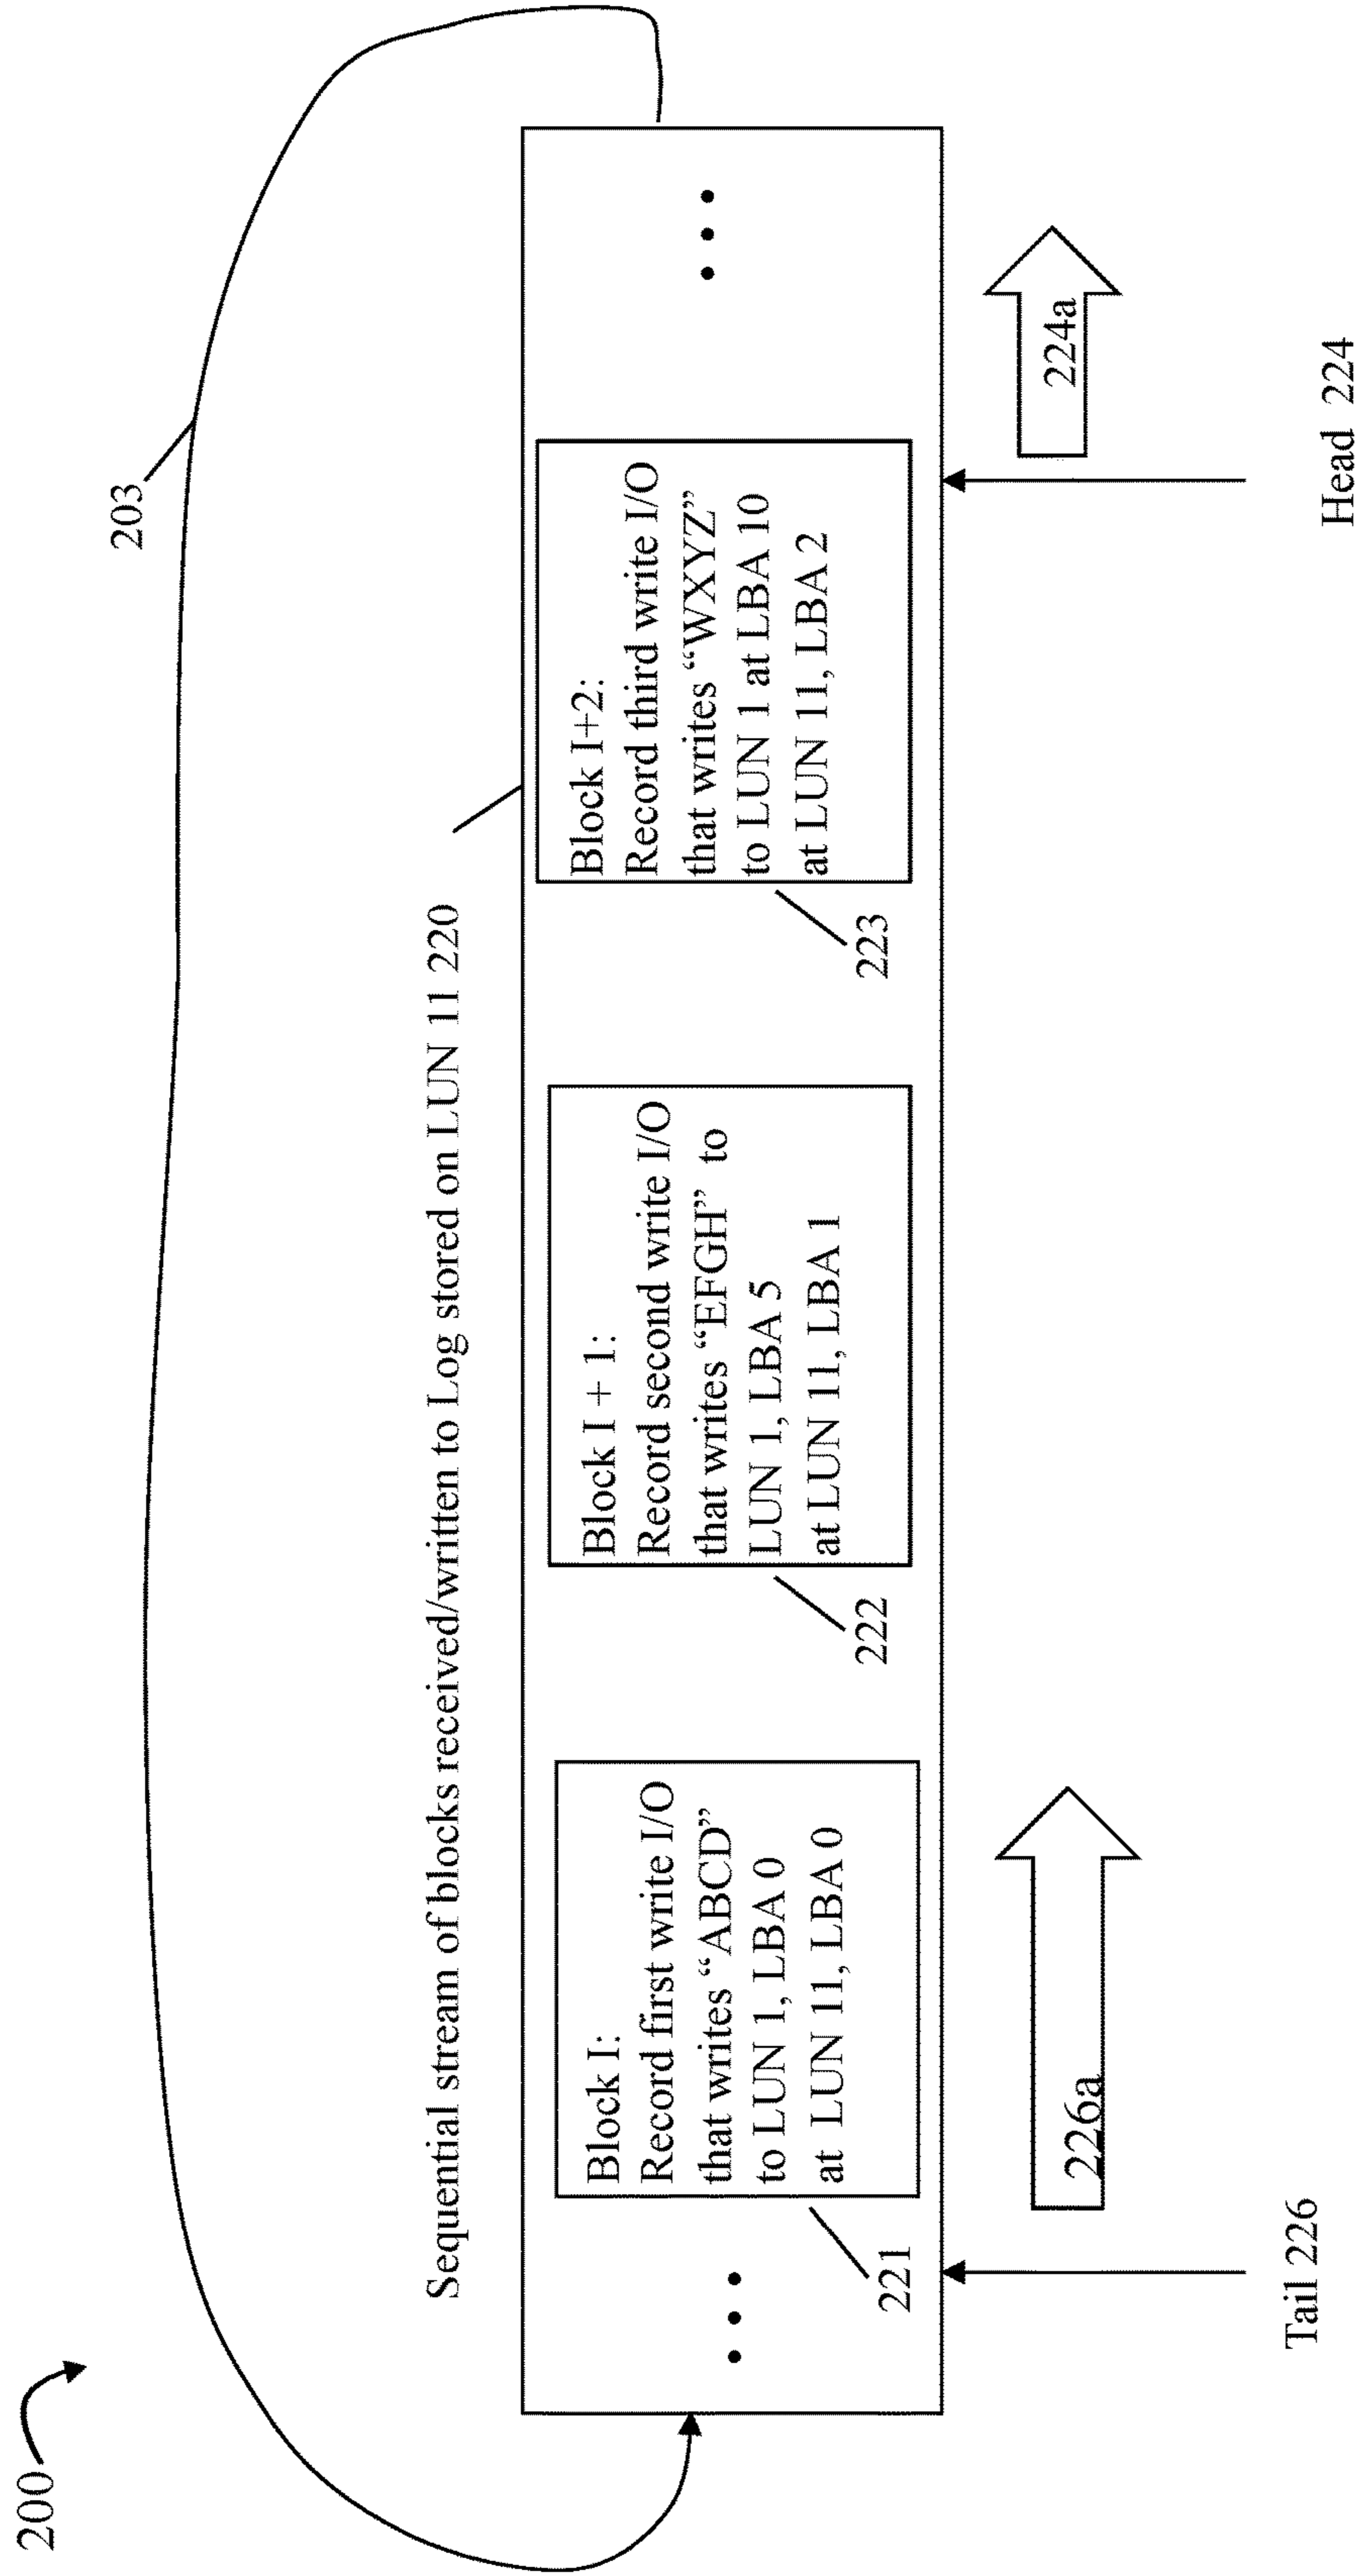 200
203
Sequential stream of blocks received/written to Log stored on LUN 11 220
Block I:
Record first write I/O
that writes “ABCD”
to LUN 1, LBA 0
at LUN 11, LBA 0
221
Block I + 1:
Record second write I/O
that writes “EFGH” to
LUN 1, LBA 5
at LUN 11, LBA 1
222
Block I+2:
Record third write I/O
that writes “WXYZ”
to LUN 1 at LBA 10
at LUN 11, LBA 2
223
226a
224a
Tail 226
Head 224